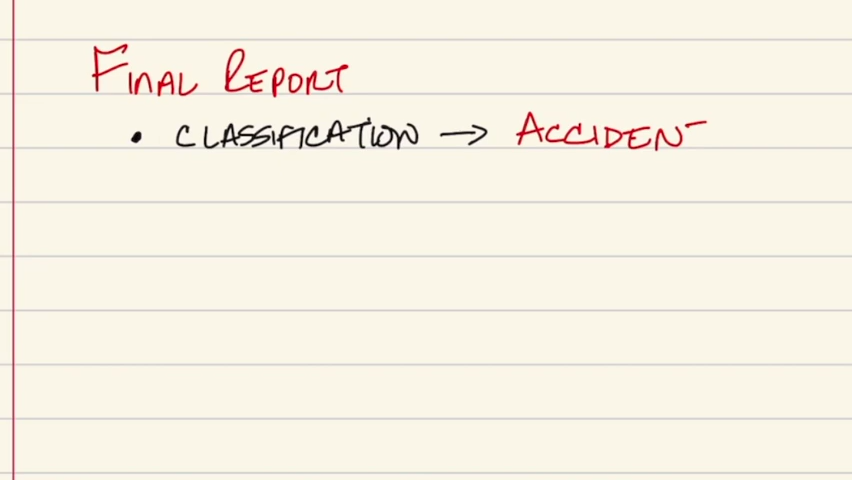 FINAL REPORT
• CLASSIFICATION → ACCIDENT